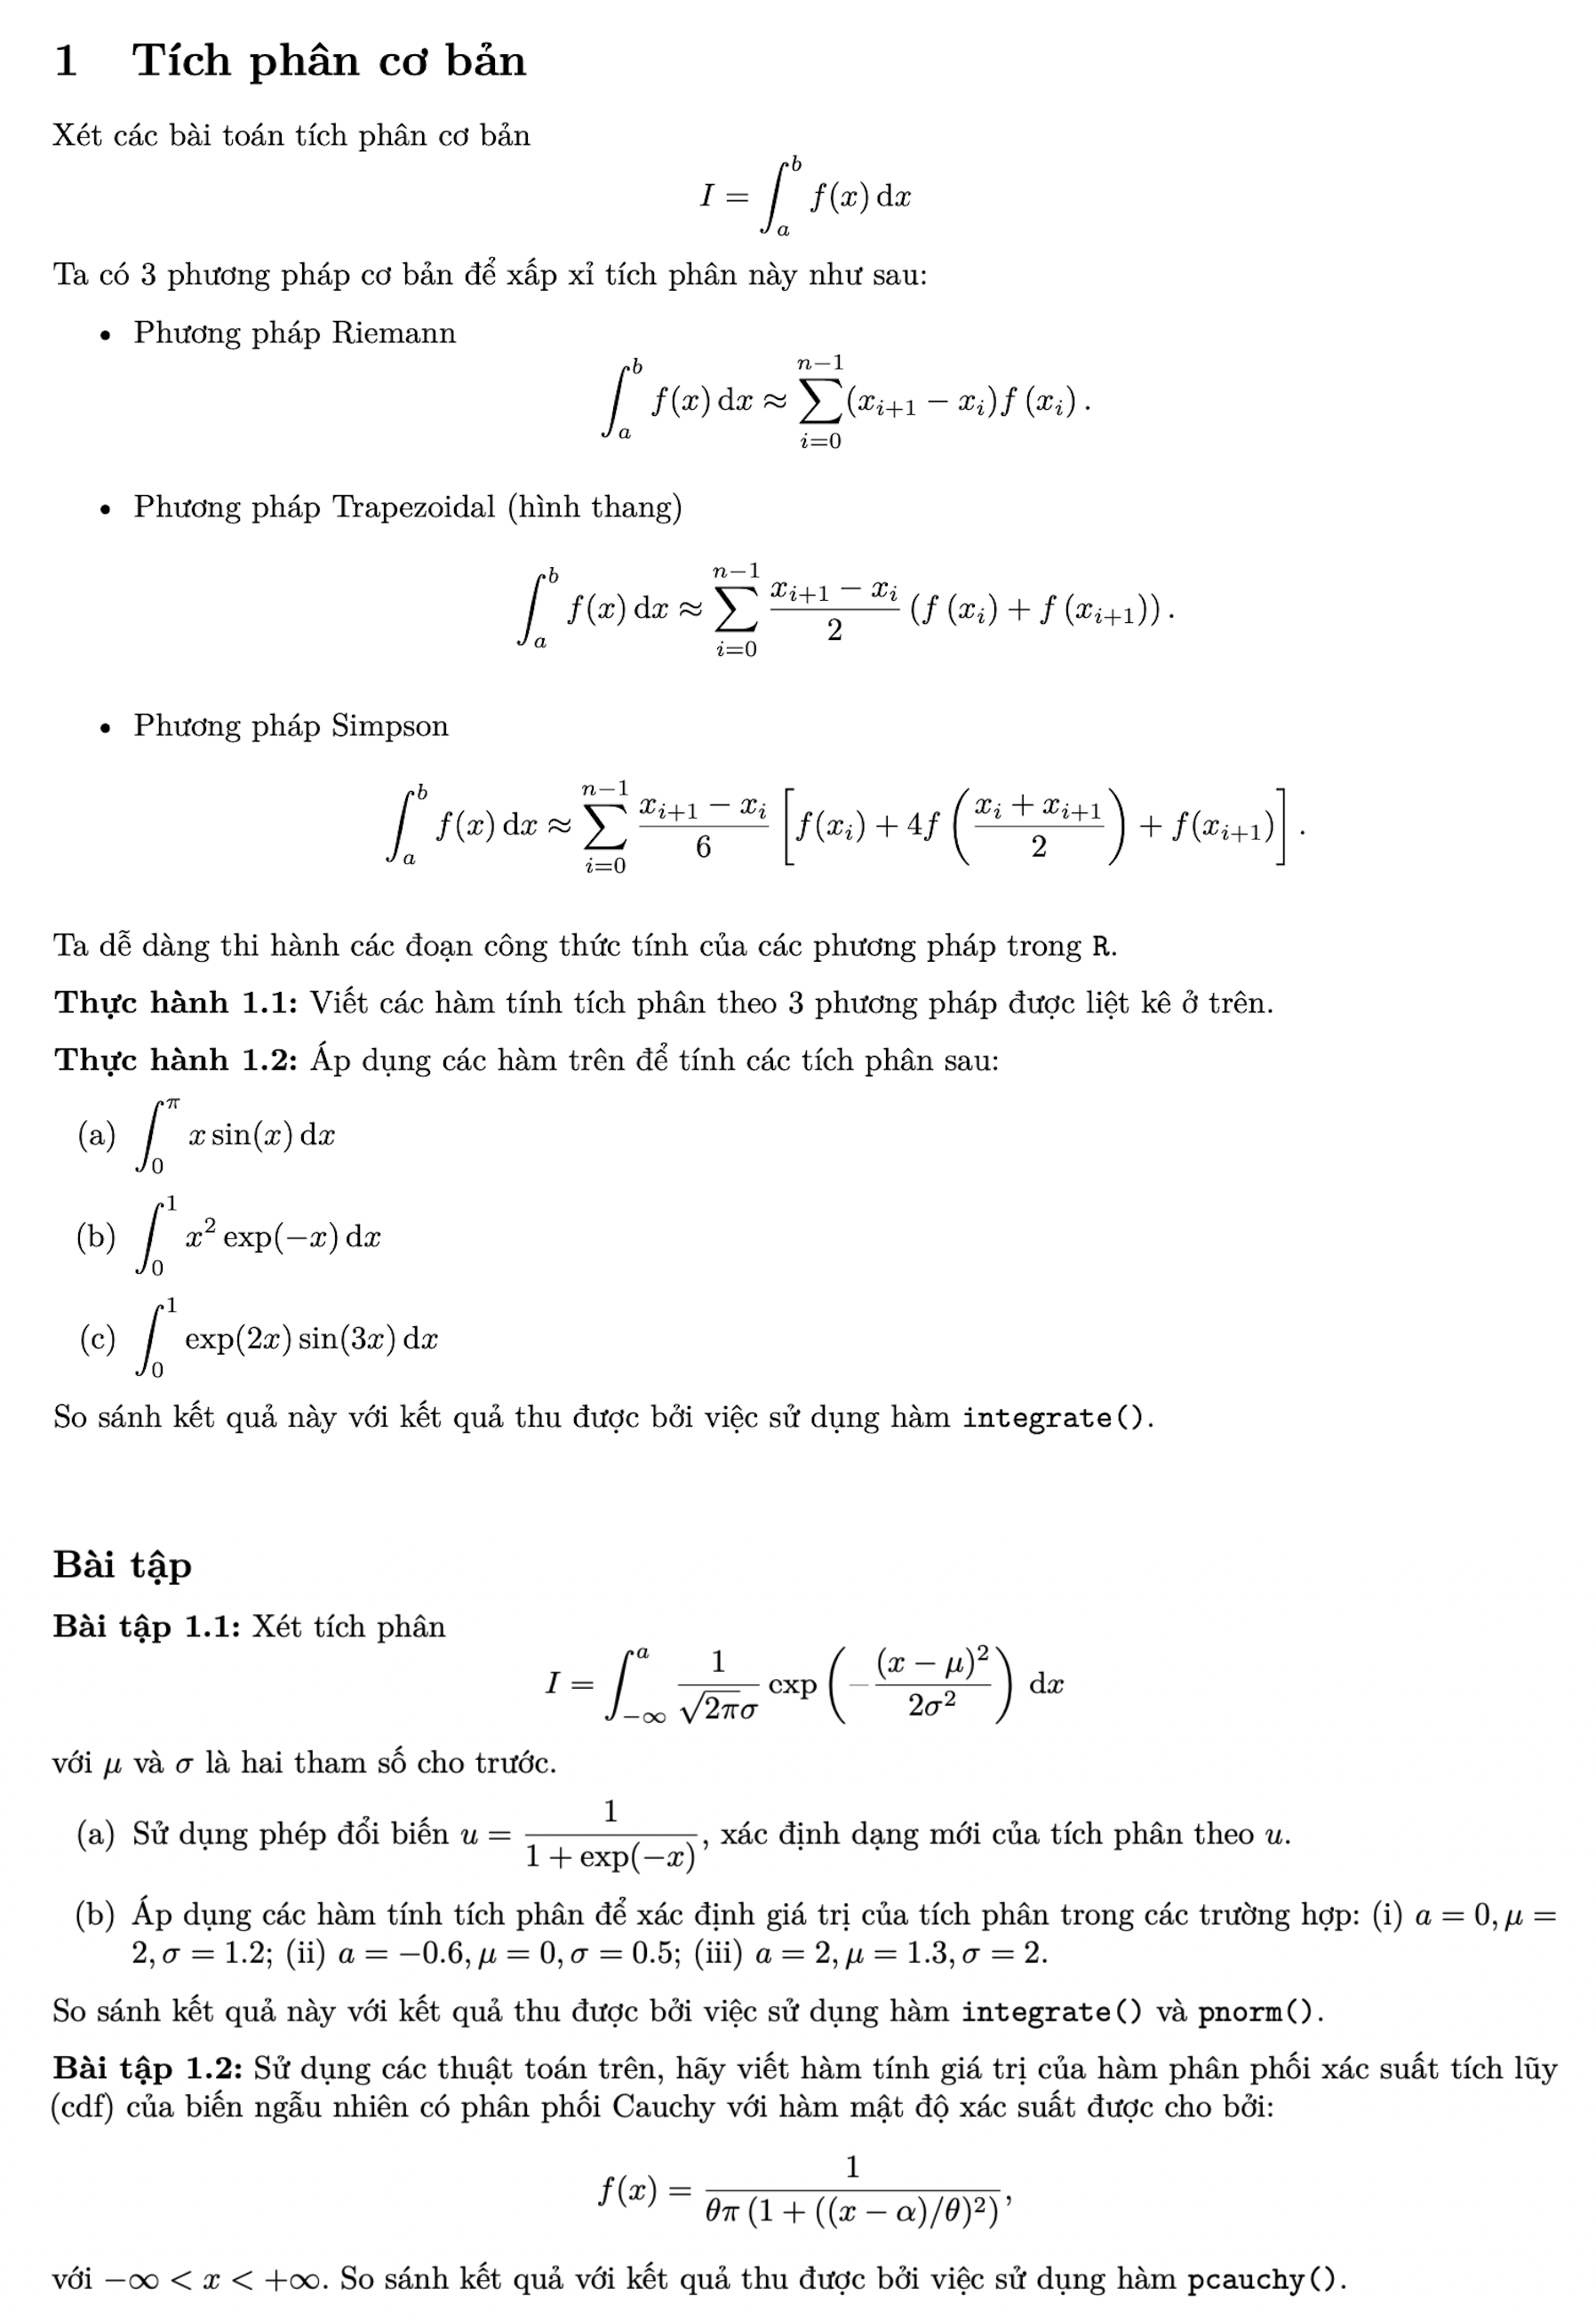 1 Tích phân cơ bản
Xét các bài toán tích phân cơ bản
$$I = \int_a^b f(x)\,\mathrm{d}x$$
Ta có 3 phương pháp cơ bản để xấp xỉ tích phân này như sau:
• Phương pháp Riemann
$$\int_a^b f(x)\,\mathrm{d}x \approx \sum_{i=0}^{n-1} (x_{i+1} - x_i) f\left(x_i\right).$$
• Phương pháp Trapezoidal (hình thang)
$$\int_a^b f(x)\,\mathrm{d}x \approx \sum_{i=0}^{n-1} \frac{x_{i+1} - x_i}{2} \left(f\left(x_i\right) + f\left(x_{i+1}\right)\right).$$
• Phương pháp Simpson
$$\int_a^b f(x)\,\mathrm{d}x \approx \sum_{i=0}^{n-1} \frac{x_{i+1} - x_i}{6} \left[f(x_i) + 4f\left(\frac{x_i + x_{i+1}}{2}\right) + f(x_{i+1})\right].$$
Ta dễ dàng thi hành các đoạn công thức tính của các phương pháp trong R.
Thực hành 1.1: Viết các hàm tính tích phân theo 3 phương pháp được liệt kê ở trên.
Thực hành 1.2: Áp dụng các hàm trên để tính các tích phân sau:
(a) $\int_0^\pi x \sin(x)\,\mathrm{d}x$
(b) $\int_0^1 x^2 \exp(-x)\,\mathrm{d}x$
(c) $\int_0^1 \exp(2x) \sin(3x)\,\mathrm{d}x$
So sánh kết quả này với kết quả thu được bởi việc sử dụng hàm integrate().
Bài tập
Bài tập 1.1: Xét tích phân
$$I = \int_{-\infty}^a \frac{1}{\sqrt{2\pi}\sigma} \exp\left(-\frac{(x - \mu)^2}{2\sigma^2}\right)\,\mathrm{d}x$$
với $\mu$ và $\sigma$ là hai tham số cho trước.
(a) Sử dụng phép đổi biến $u = \frac{1}{1 + \exp(-x)}$, xác định dạng mới của tích phân theo $u$.
(b) Áp dụng các hàm tính tích phân để xác định giá trị của tích phân trong các trường hợp: (i) $a = 0, \mu =$
$2, \sigma = 1.2$; (ii) $a = -0.6, \mu = 0, \sigma = 0.5$; (iii) $a = 2, \mu = 1.3, \sigma = 2$.
So sánh kết quả này với kết quả thu được bởi việc sử dụng hàm integrate() và pnorm().
Bài tập 1.2: Sử dụng các thuật toán trên, hãy viết hàm tính giá trị của hàm phân phối xác suất tích lũy
(cdf) của biến ngẫu nhiên có phân phối Cauchy với hàm mật độ xác suất được cho bởi:
$$f(x) = \frac{1}{\theta\pi\left(1 + ((x - \alpha)/\theta)^2\right)},$$
với $-\infty < x < +\infty$. So sánh kết quả với kết quả thu được bởi việc sử dụng hàm pcauchy().